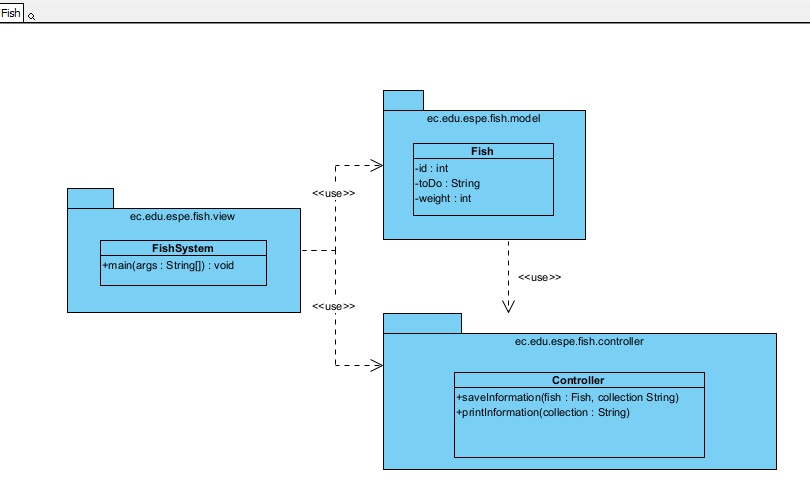 Fish
ec.edu.espe.fish.model
Fish
-id : int
-toDo : String
-weight : int
<<use>>
ec.edu.espe.fish.view
FishSystem
+main(args : String[]) : void
<<use>>
<<use>>
ec.edu.espe.fish.controller
Controller
+saveInformation(fish : Fish, collection String)
+printInformation(collection : String)